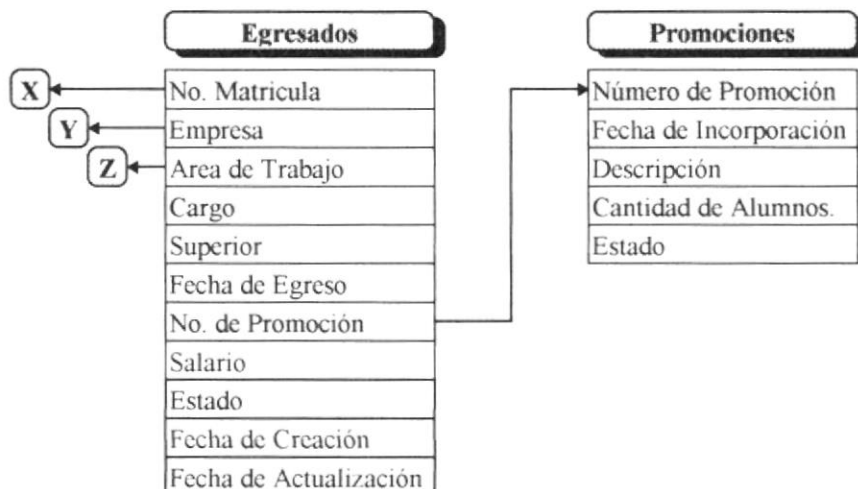 Egresados
X
No. Matricula
Y
Empresa
Z
Area de Trabajo
Cargo
Superior
Fecha de Egreso
No. de Promoción
Salario
Estado
Fecha de Creación
Fecha de Actualización
Promociones
Número de Promoción
Fecha de Incorporación
Descripción
Cantidad de Alumnos.
Estado